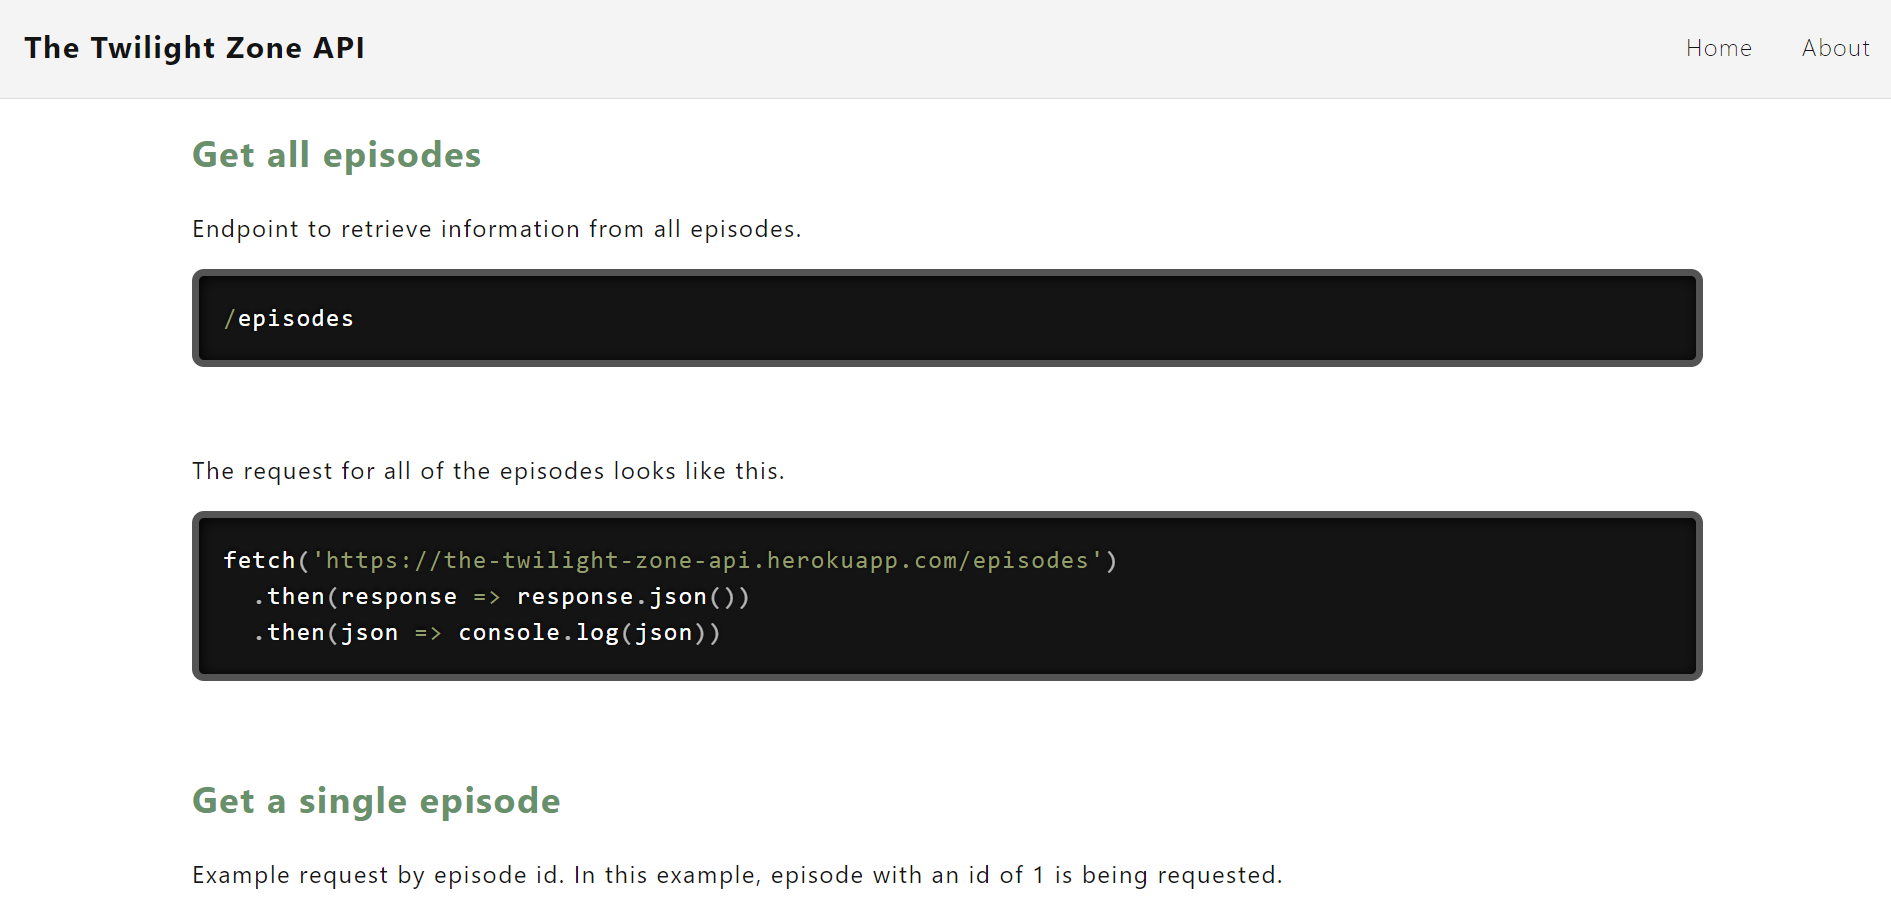 The Twilight Zone API
Home
About
Get all episodes
Endpoint to retrieve information from all episodes.
/episodes
The request for all of the episodes looks like this.
fetch('https://the-twilight-zone-api.herokuapp.com/episodes')
  .then(response => response.json())
  .then(json => console.log(json))
Get a single episode
Example request by episode id. In this example, episode with an id of 1 is being requested.